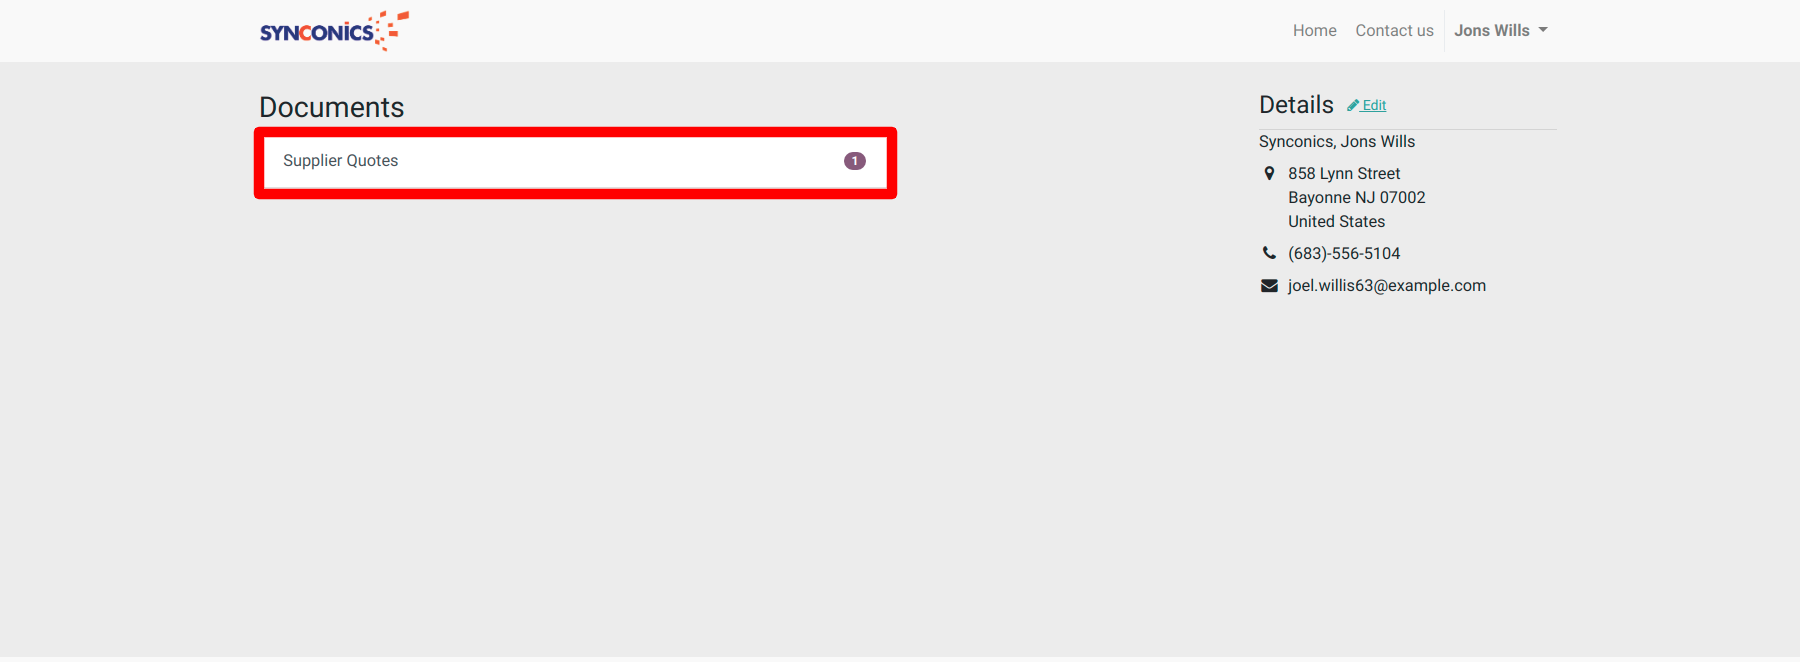 SYNCONiCS
Home Contact us Jons Wills
Documents
Supplier Quotes 1
Details Edit
Synconics, Jons Wills
858 Lynn Street
Bayonne NJ 07002
United States
(683)-556-5104
joel.willis63@example.com